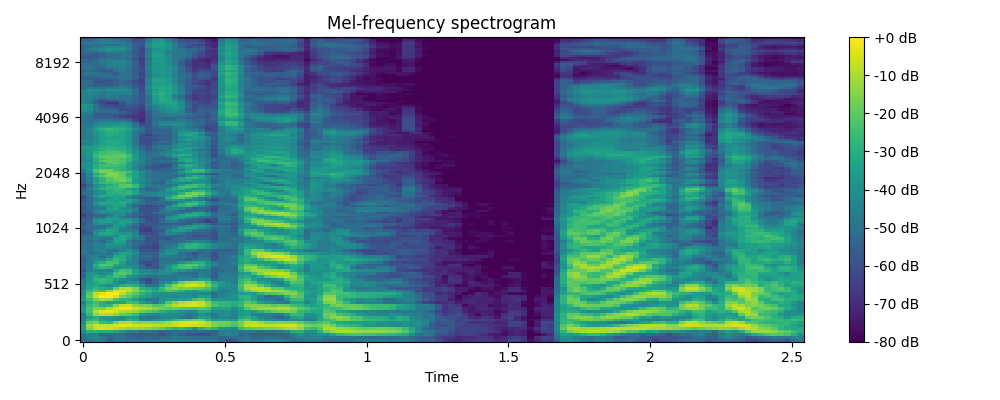 Mel-frequency spectrogram
8192
4096
2048
1024
512
0
Hz
0
0.5
1
1.5
2
2.5
Time
+0 dB
-10 dB
-20 dB
-30 dB
-40 dB
-50 dB
-60 dB
-70 dB
-80 dB